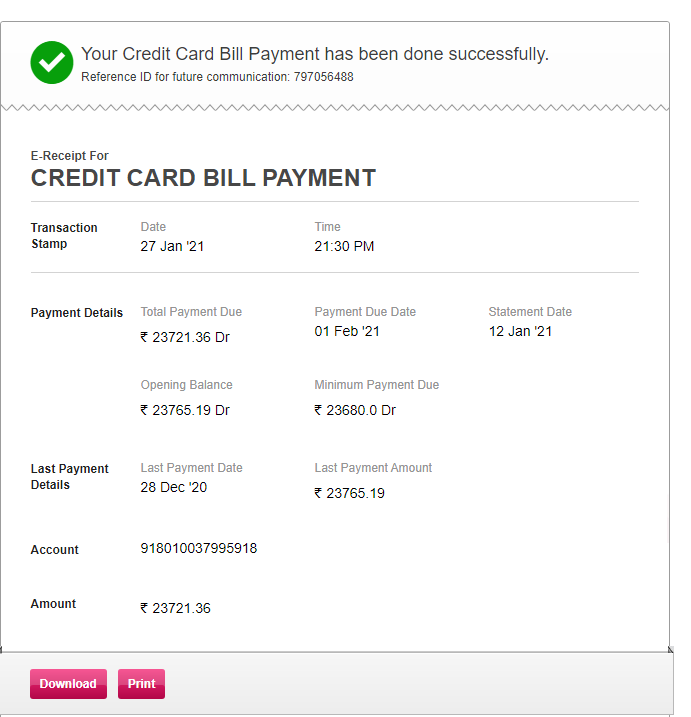 Your Credit Card Bill Payment has been done successfully.
Reference ID for future communication: 797056488
E-Receipt For
CREDIT CARD BILL PAYMENT
Transaction Stamp
Date
27 Jan '21
Time
21:30 PM
Payment Details
Total Payment Due
₹ 23721.36 Dr
Payment Due Date
01 Feb '21
Statement Date
12 Jan '21
Opening Balance
₹ 23765.19 Dr
Minimum Payment Due
₹ 23680.0 Dr
Last Payment Details
Last Payment Date
28 Dec '20
Last Payment Amount
₹ 23765.19
Account
918010037995918
Amount
₹ 23721.36
Download
Print